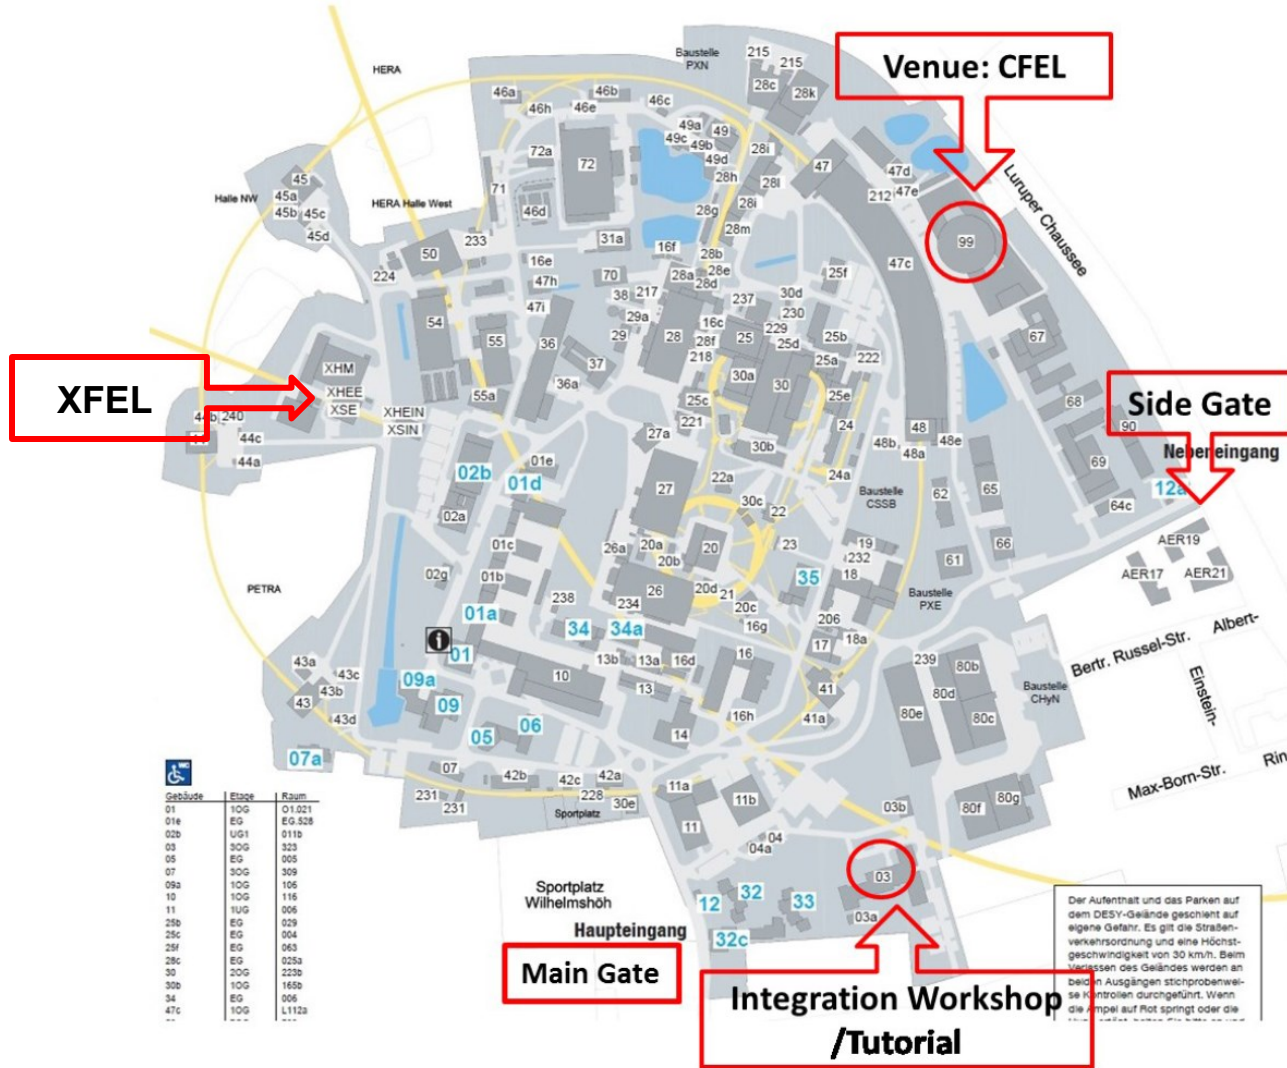 HERA
Baustelle
PXN
215
215
28c
28k
Venue: CFEL
46a
46b
46h
46e
46c
49a
49
49c
49b
49d
28i
28h
28l
47
47d
47e
212
72a
72
71
Luruper Chaussee
45
45a
45b
45c
45d
Halle NW
HERA Halle West
46d
28g
28i
28m
99
50
233
31a
16f
28b
47c
224
16e
70
28a
28e
28d
25f
47h
38
217
237
30d
230
47i
29a
54
55
36
29
28
16c
28f
25
229
25d
25b
67
218
25a
222
37
XHM
36a
30a
30
XFEL
XHEE
55a
25c
25e
68
Side Gate
XSE
44b
240
XHEIN
221
24
90
XSIN
27a
30b
48b
48
48e
Nebeneingang
44c
48a
44a
02b
01e
01d
22a
24a
69
12a
27
30c
62
65
64c
Baustelle
CSSB
02a
22
01c
26a
20a
20
23
19
66
AER19
20b
232
61
02g
01b
35
18
AER17
AER21
26
20d
21
PETRA
238
234
20c
Baustelle
PXE
01a
16g
206
34
34a
18a
Albert-
01
13b
13a
16d
16
17
Bertr. Russel-Str.
43a
43c
09a
10
239
80b
43b
13
41
80d
Einstein-
43
09
Baustelle
CHyN
43d
06
16h
41a
80e
80c
05
14
07a
Rin
07
42b
42c
42a
11a
Max-Born-Str.
231
231
228
30e
11b
03b
80f
80g
Sportplatz
11
04
04a
Gebäude Etage Raum
01 1OG O1.021
01e EG EG.528
02b UG1 011b
03 3OG 323
05 EG 005
07 3OG 309
09a 1OG 106
10 1OG 116
11 1UG 006
25b EG 029
25c EG 004
25f EG 063
28c EG 025a
30 2OG 223b
30b 1OG 165b
34 EG 006
47c 1OG L112a
03
32
33
12
03a
Sportplatz
Wilhelmshöh
Haupteingang
32c
Main Gate
Integration Workshop
/Tutorial
Der Aufenthalt und das Parken auf
dem DESY-Gelände geschieht auf
eigene Gefahr. Es gilt die Straßen-
verkehrsordnung und eine Höchst-
geschwindigkeit von 30 km/h. Beim
Verlassen des Geländes werden an
beiden Ausgängen stichprobenwei-
se Kontrollen durchgeführt. Wenn
die Ampel auf Rot springt oder die